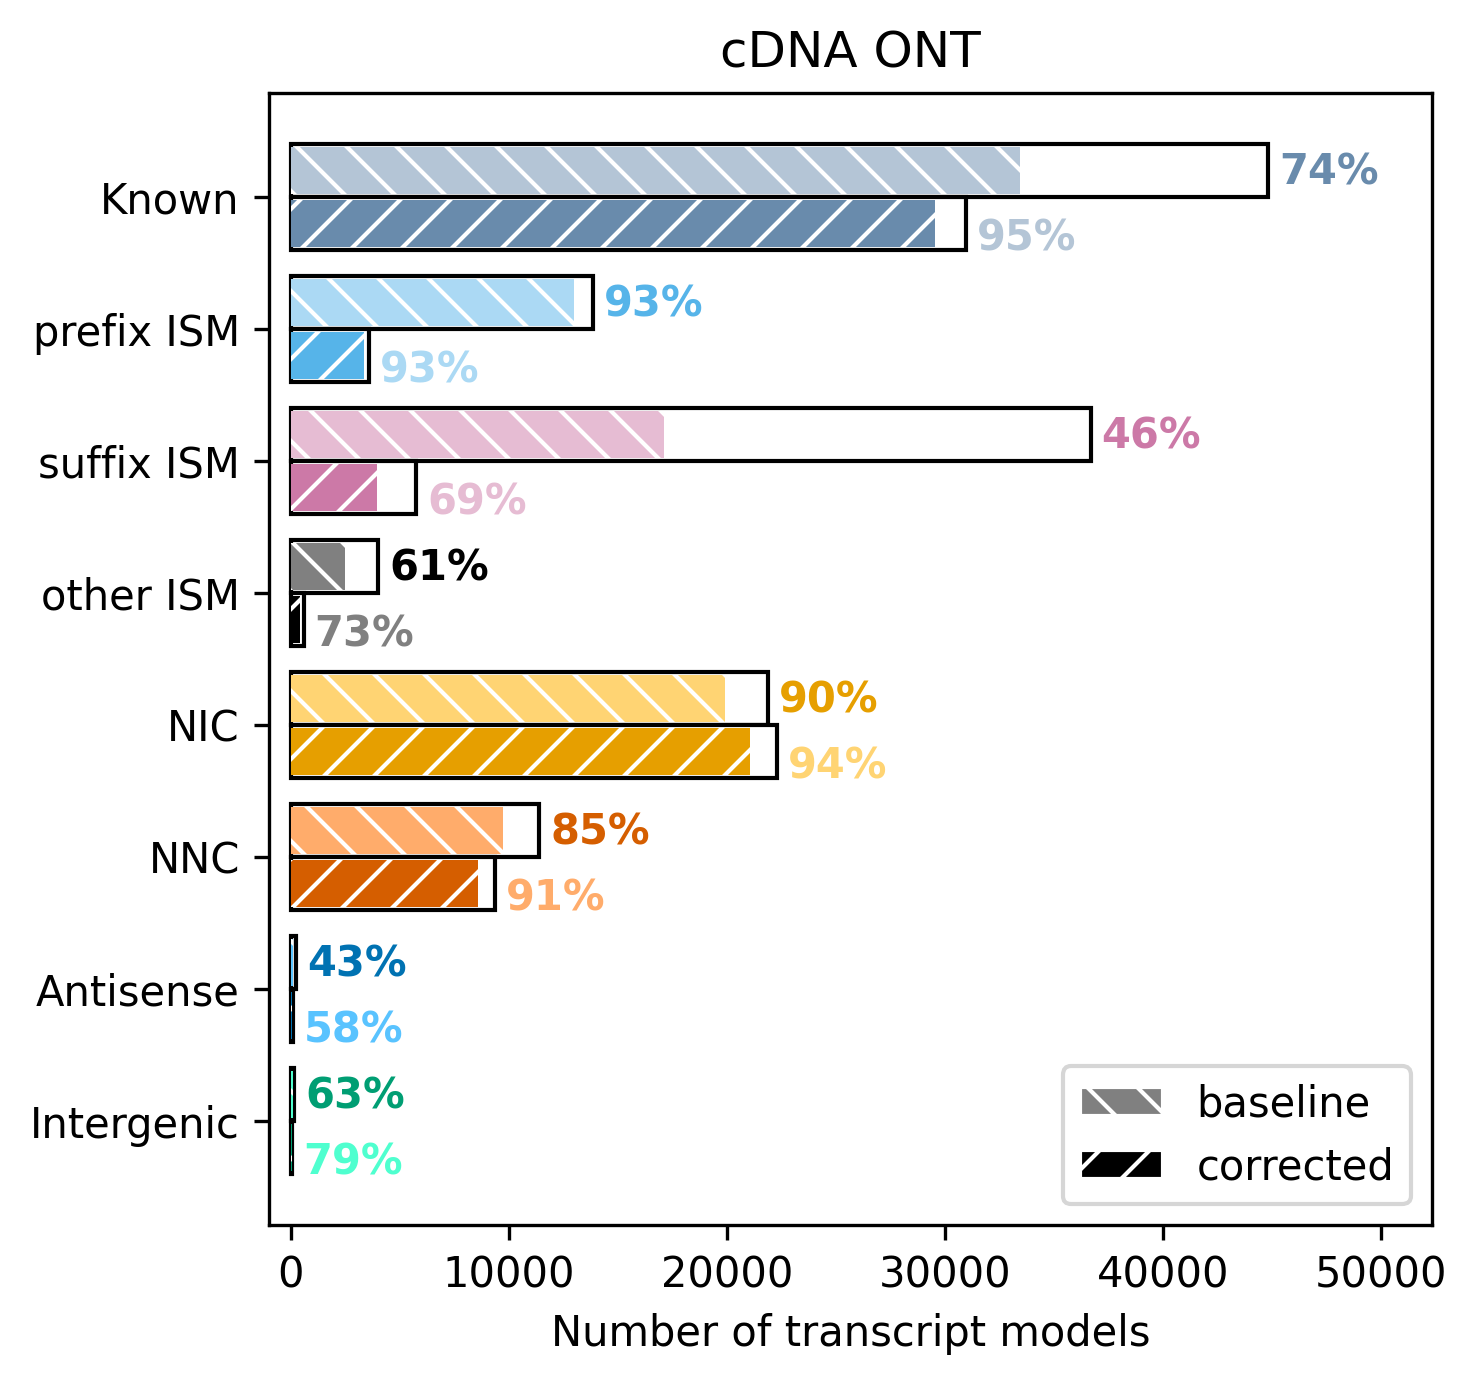 cDNA ONT
Known
74%
95%
prefix ISM
93%
93%
suffix ISM
46%
69%
other ISM
61%
73%
NIC
90%
94%
NNC
85%
91%
Antisense
43%
58%
Intergenic
63%
79%
baseline
corrected
0 10000 20000 30000 40000 50000
Number of transcript models